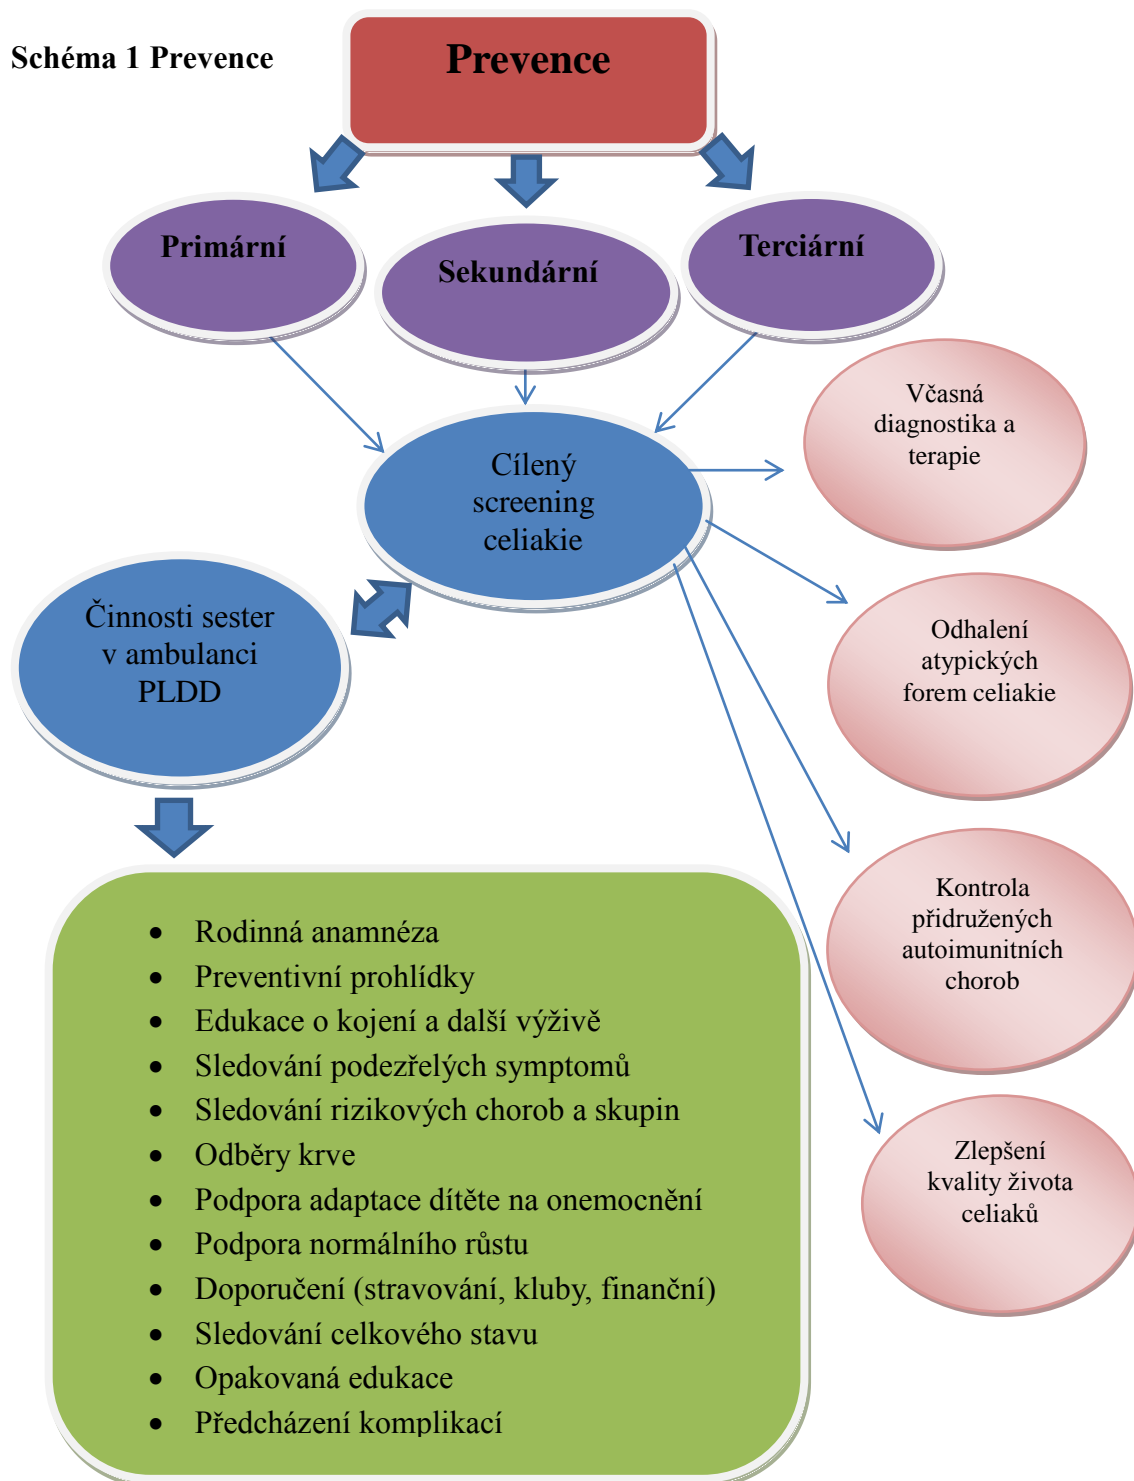 Schéma 1 Prevence
Prevence
Primární
Sekundární
Terciární
Cílený
screening
celiakie
Včasná
diagnostika a
terapie
Odhalení
atypických
forem celiakie
Kontrola
přidružených
autoimunitních
chorob
Zlepšení
kvality života
celiaků
Činnosti sester
v ambulanci
PLDD
• Rodinná anamnéza
• Preventivní prohlídky
• Edukace o kojení a další výživě
• Sledování podezřelých symptomů
• Sledování rizikových chorob a skupin
• Odběry krve
• Podpora adaptace dítěte na onemocnění
• Podpora normálního růstu
• Doporučení (stravování, kluby, finanční)
• Sledování celkového stavu
• Opakovaná edukace
• Předcházení komplikací